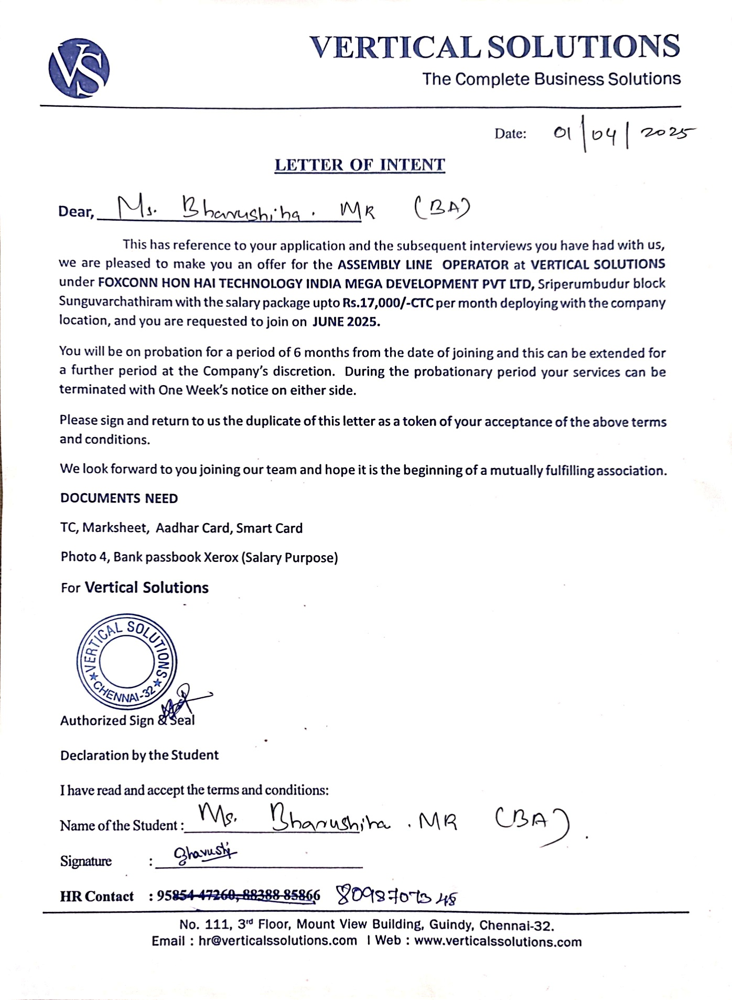 VS
VERTICAL SOLUTIONS
The Complete Business Solutions
Date: 01/04/2025
LETTER OF INTENT
Dear, Ms. Bhavushiha. MR (BA)
This has reference to your application and the subsequent interviews you have had with us,
we are pleased to make you an offer for the ASSEMBLY LINE OPERATOR at VERTICAL SOLUTIONS
under FOXCONN HON HAI TECHNOLOGY INDIA MEGA DEVELOPMENT PVT LTD, Sriperumbudur block
Sunguvarchathiram with the salary package upto Rs.17,000/-CTC per month deploying with the company
location, and you are requested to join on JUNE 2025.
You will be on probation for a period of 6 months from the date of joining and this can be extended for
a further period at the Company's discretion. During the probationary period your services can be
terminated with One Week's notice on either side.
Please sign and return to us the duplicate of this letter as a token of your acceptance of the above terms
and conditions.
We look forward to you joining our team and hope it is the beginning of a mutually fulfilling association.
DOCUMENTS NEED
TC, Marksheet, Aadhar Card, Smart Card
Photo 4, Bank passbook Xerox (Salary Purpose)
For Vertical Solutions
VERTICAL SOLUTIONS
★ CHENNAI-32 ★
Authorized Sign & Seal
Declaration by the Student
I have read and accept the terms and conditions:
Name of the Student : Ms. Bhavushiha. MR (BA).
Signature : Bhavushi
HR Contact : 95854 47260, 88388 85866 8098707348
No. 111, 3rd Floor, Mount View Building, Guindy, Chennai-32.
Email : hr@verticalssolutions.com I Web : www.verticalssolutions.com